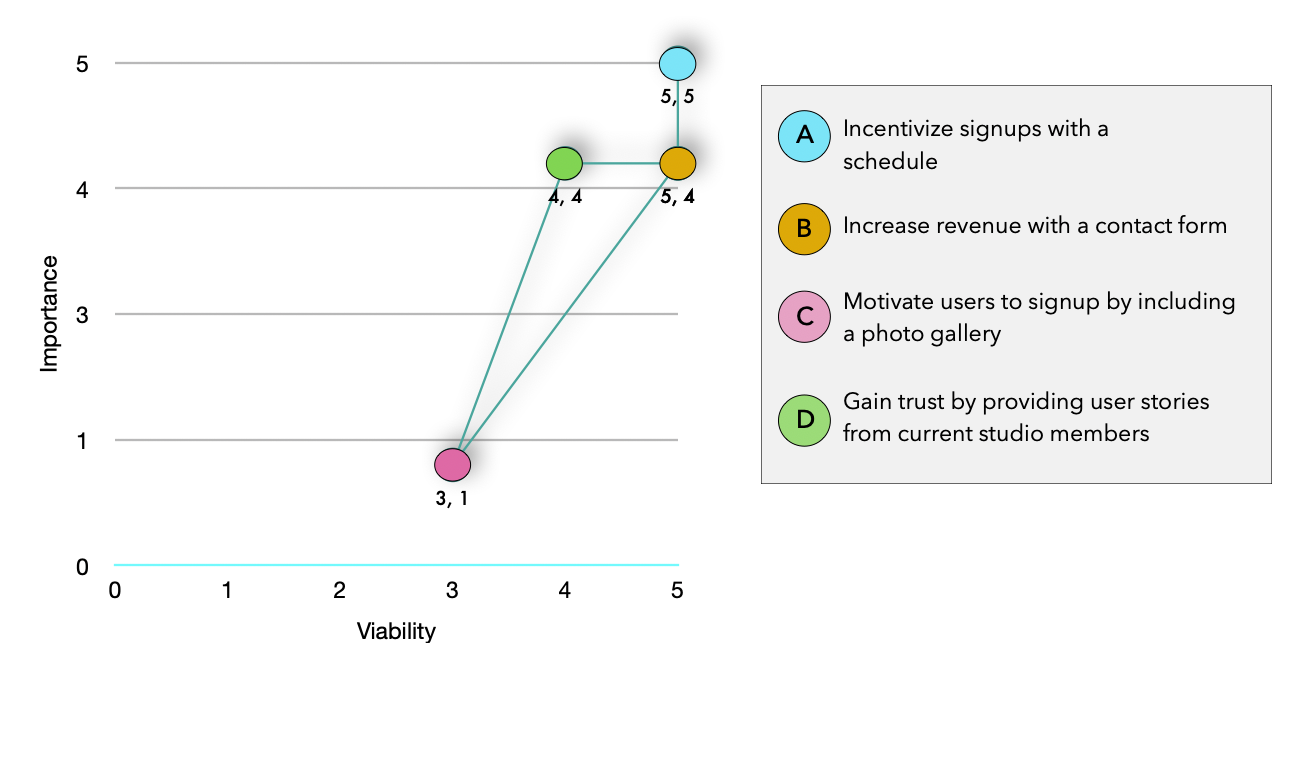 5
5, 5
4
4, 4
5, 4
3
1
3, 1
0
0 1 2 3 4 5
Importance
Viability
A
Incentivize signups with a
schedule
B
Increase revenue with a contact form
C
Motivate users to signup by including
a photo gallery
D
Gain trust by providing user stories
from current studio members